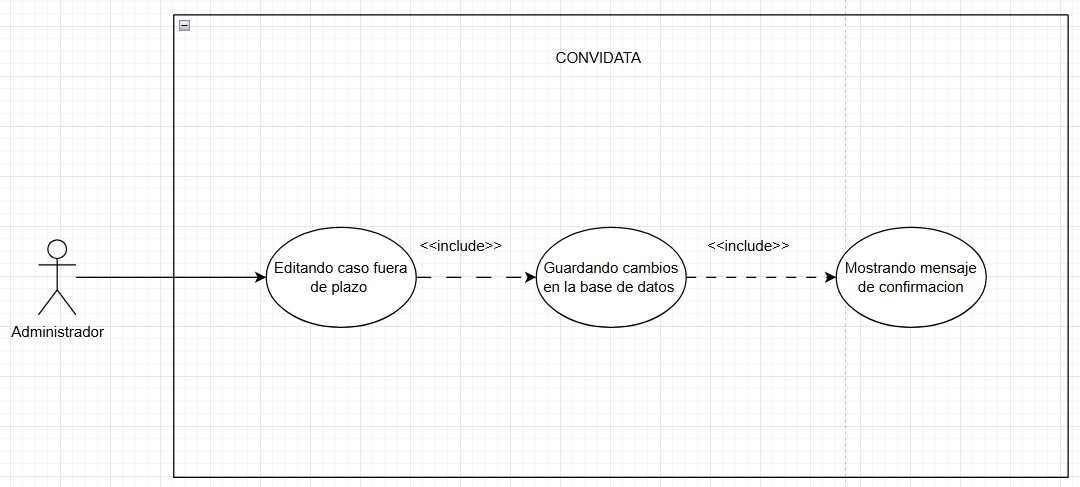 CONVIDATA
<<include>>
<<include>>
Editando caso fuera
de plazo
Guardando cambios
en la base de datos
Mostrando mensaje
de confirmacion
Administrador